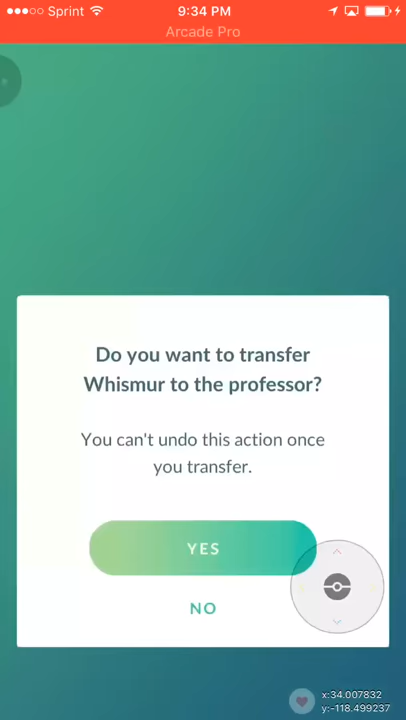 Sprint 9:34 PM
Arcade Pro
Do you want to transfer
Whismur to the professor?
You can't undo this action once
you transfer.
YES
NO
x:34.007832
y:-118.499237